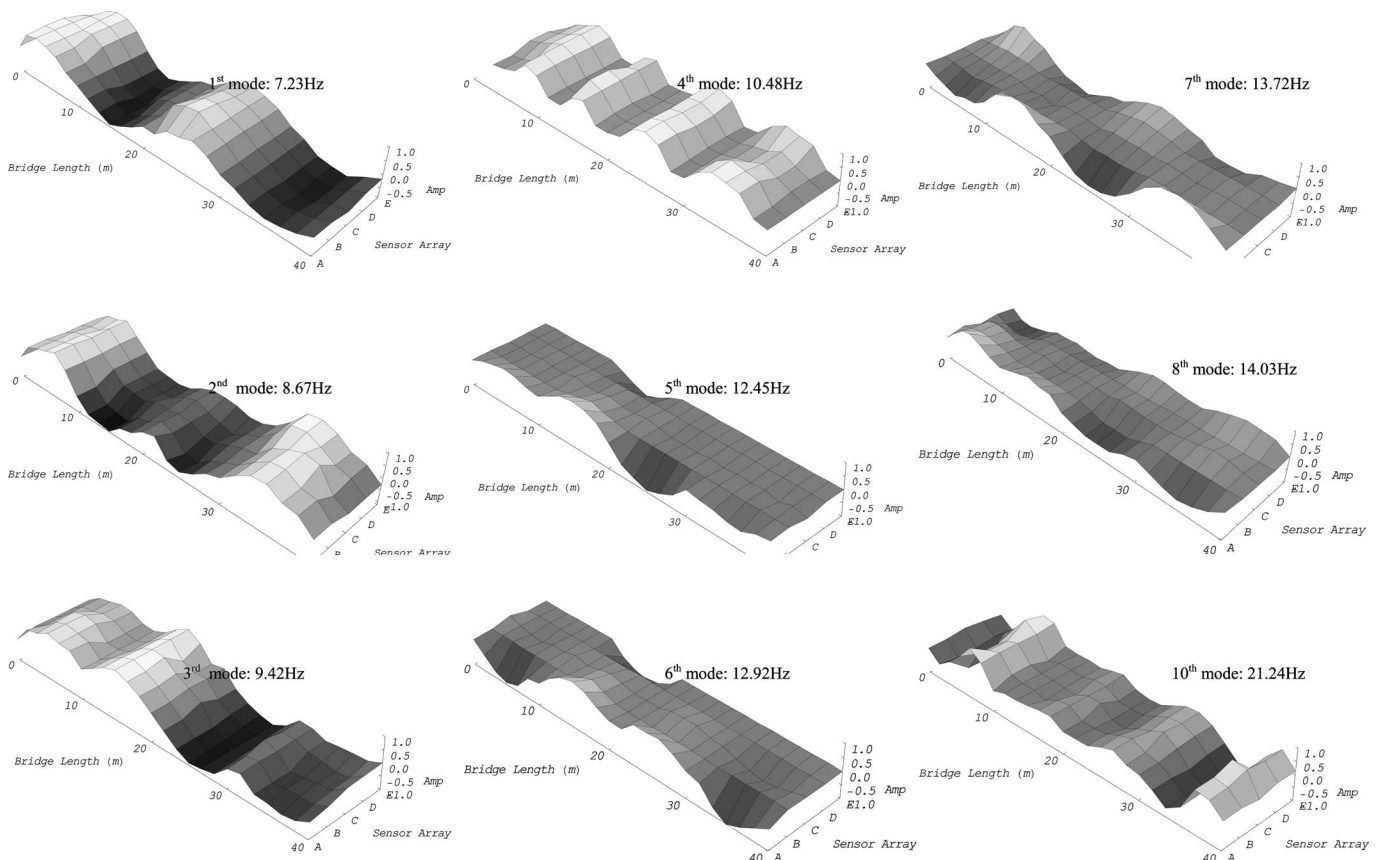 1st mode: 7.23Hz
0
10
20
30
40
Bridge Length (m)
1.0
0.5
0.0
-0.5
Amp
E
D
C
B
A
Sensor Array
4th mode: 10.48Hz
0
10
20
30
40
Bridge Length (m)
1.0
0.5
0.0
-0.5
E1.0
Amp
D
C
B
A
Sensor Array
7th mode: 13.72Hz
0
10
20
30
Bridge Length (m)
1.0
0.5
0.0
-0.5
E1.0
Amp
D
C
Sensor Array
2nd mode: 8.67Hz
0
10
20
30
Bridge Length (m)
1.0
0.5
0.0
-0.5
E1.0
Amp
D
C
B
Sensor Array
5th mode: 12.45Hz
0
10
20
30
Bridge Length (m)
1.0
0.5
0.0
-0.5
E1.0
Amp
D
C
Sensor Array
8th mode: 14.03Hz
0
10
20
30
40
Bridge Length (m)
1.0
0.5
0.0
-0.5
E1.0
Amp
D
C
B
A
Sensor Array
3rd mode: 9.42Hz
0
10
20
30
40
Bridge Length (m)
1.0
0.5
0.0
-0.5
E1.0
Amp
D
C
B
A
Sensor Array
6th mode: 12.92Hz
0
10
20
30
40
Bridge Length (m)
1.0
0.5
0.0
-0.5
E1.0
Amp
D
C
B
A
Sensor Array
10th mode: 21.24Hz
0
10
20
30
40
Bridge Length (m)
1.0
0.5
0.0
-0.5
E1.0
Amp
D
C
B
A
Sensor Array